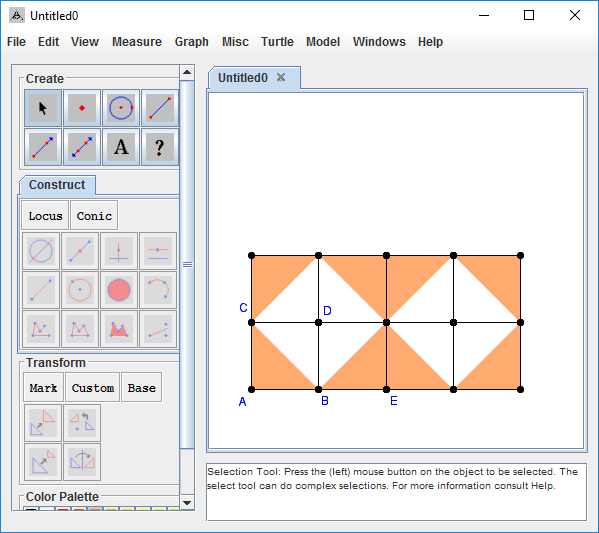 Untitled0
File Edit View Measure Graph Misc Turtle Model Windows Help
Create
A ?
Construct
Locus Conic
Transform
Mark Custom Base
Color Palette
Untitled0
C D
A B E
Selection Tool: Press the (left) mouse button on the object to be selected. The
select tool can do complex selections. For more information consult Help.